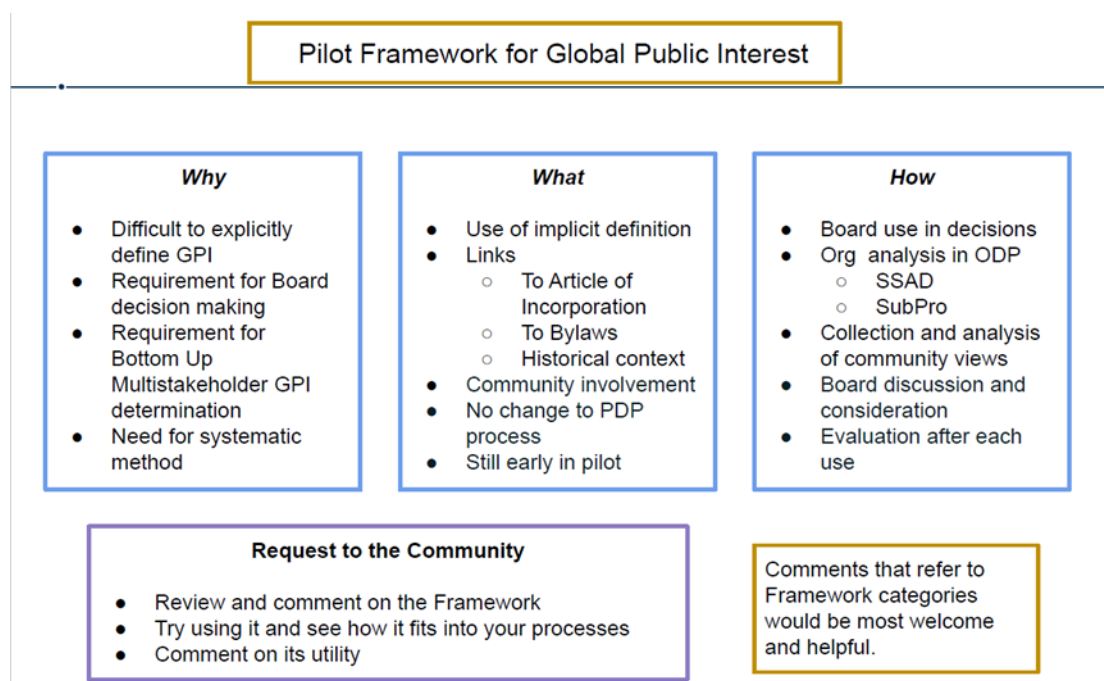 Pilot Framework for Global Public Interest
Why
● Difficult to explicitly
define GPI
● Requirement for Board
decision making
● Requirement for
Bottom Up
Multistakeholder GPI
determination
● Need for systematic
method
What
● Use of implicit definition
● Links
○ To Article of
Incorporation
○ To Bylaws
○ Historical context
● Community involvement
● No change to PDP
process
● Still early in pilot
How
● Board use in decisions
● Org analysis in ODP
○ SSAD
○ SubPro
● Collection and analysis
of community views
● Board discussion and
consideration
● Evaluation after each
use
Request to the Community
● Review and comment on the Framework
● Try using it and see how it fits into your processes
● Comment on its utility
Comments that refer to
Framework categories
would be most welcome
and helpful.